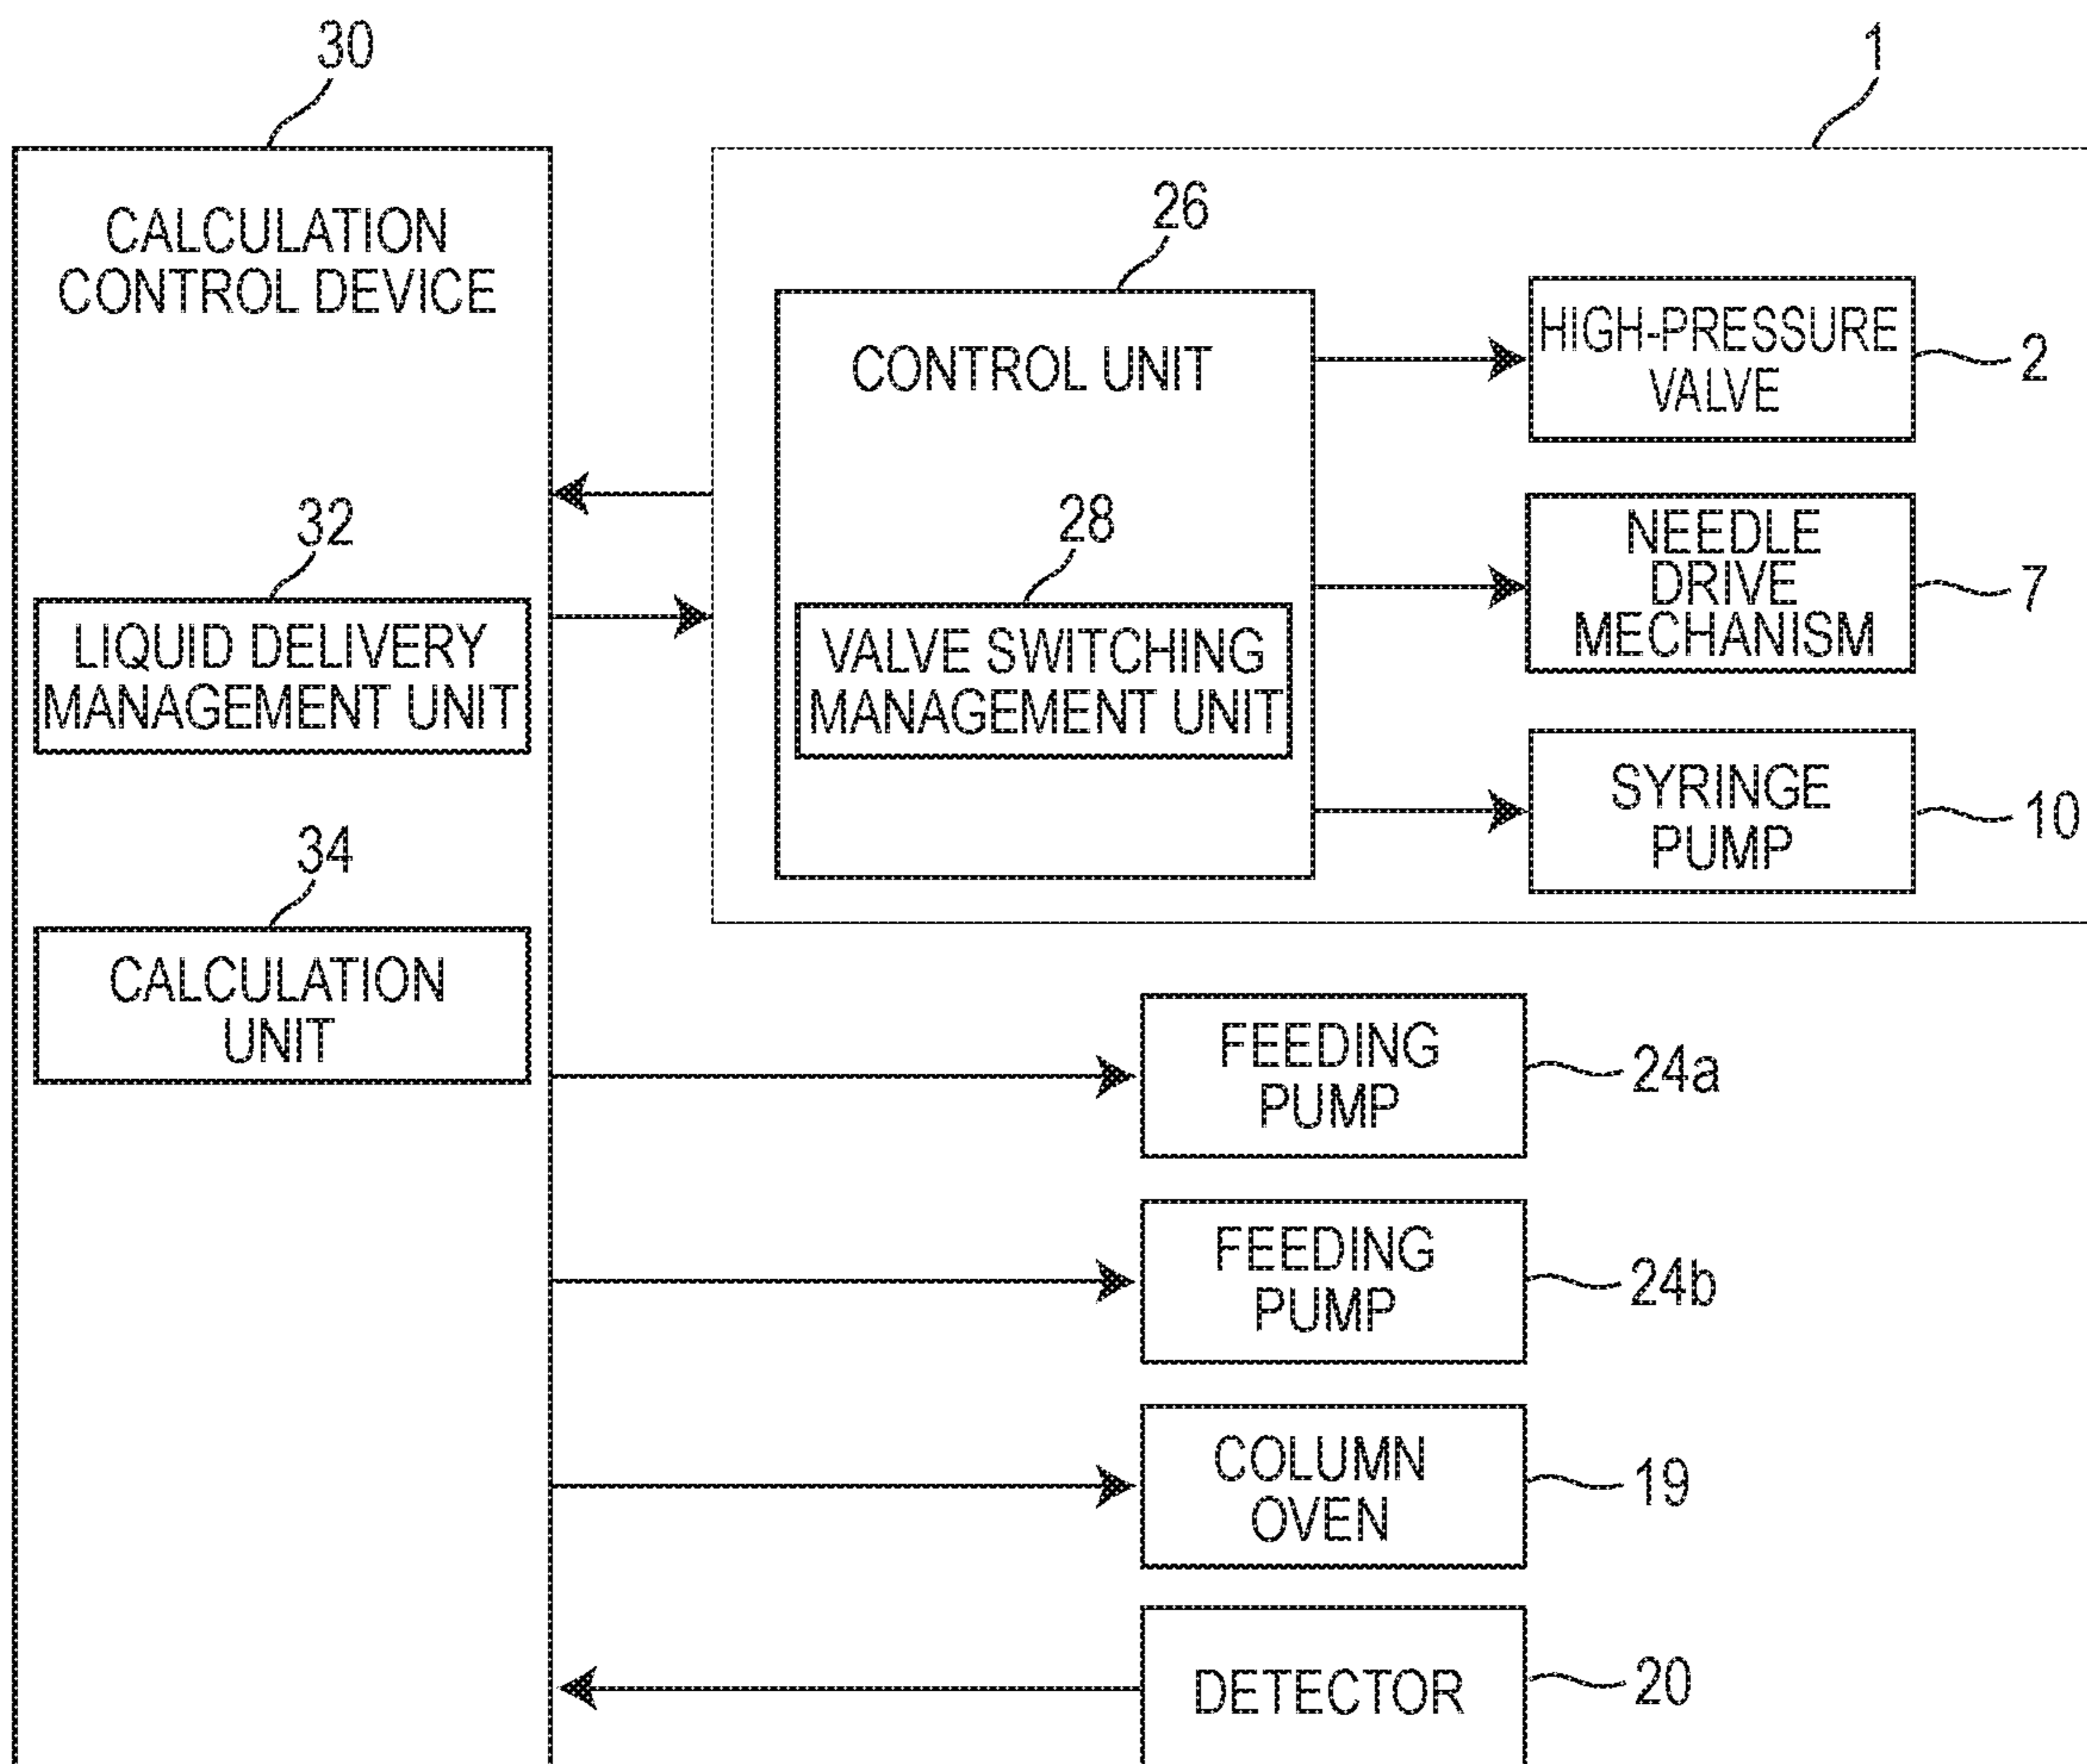 30
1
CALCULATION
CONTROL DEVICE
26
CONTROL UNIT
HIGH-PRESSURE
VALVE
2
32
LIQUID DELIVERY
MANAGEMENT UNIT
28
VALVE SWITCHING
MANAGEMENT UNIT
NEEDLE
DRIVE
MECHANISM
7
SYRINGE
PUMP
10
34
CALCULATION
UNIT
FEEDING
PUMP
24a
FEEDING
PUMP
24b
COLUMN
OVEN
19
DETECTOR
20